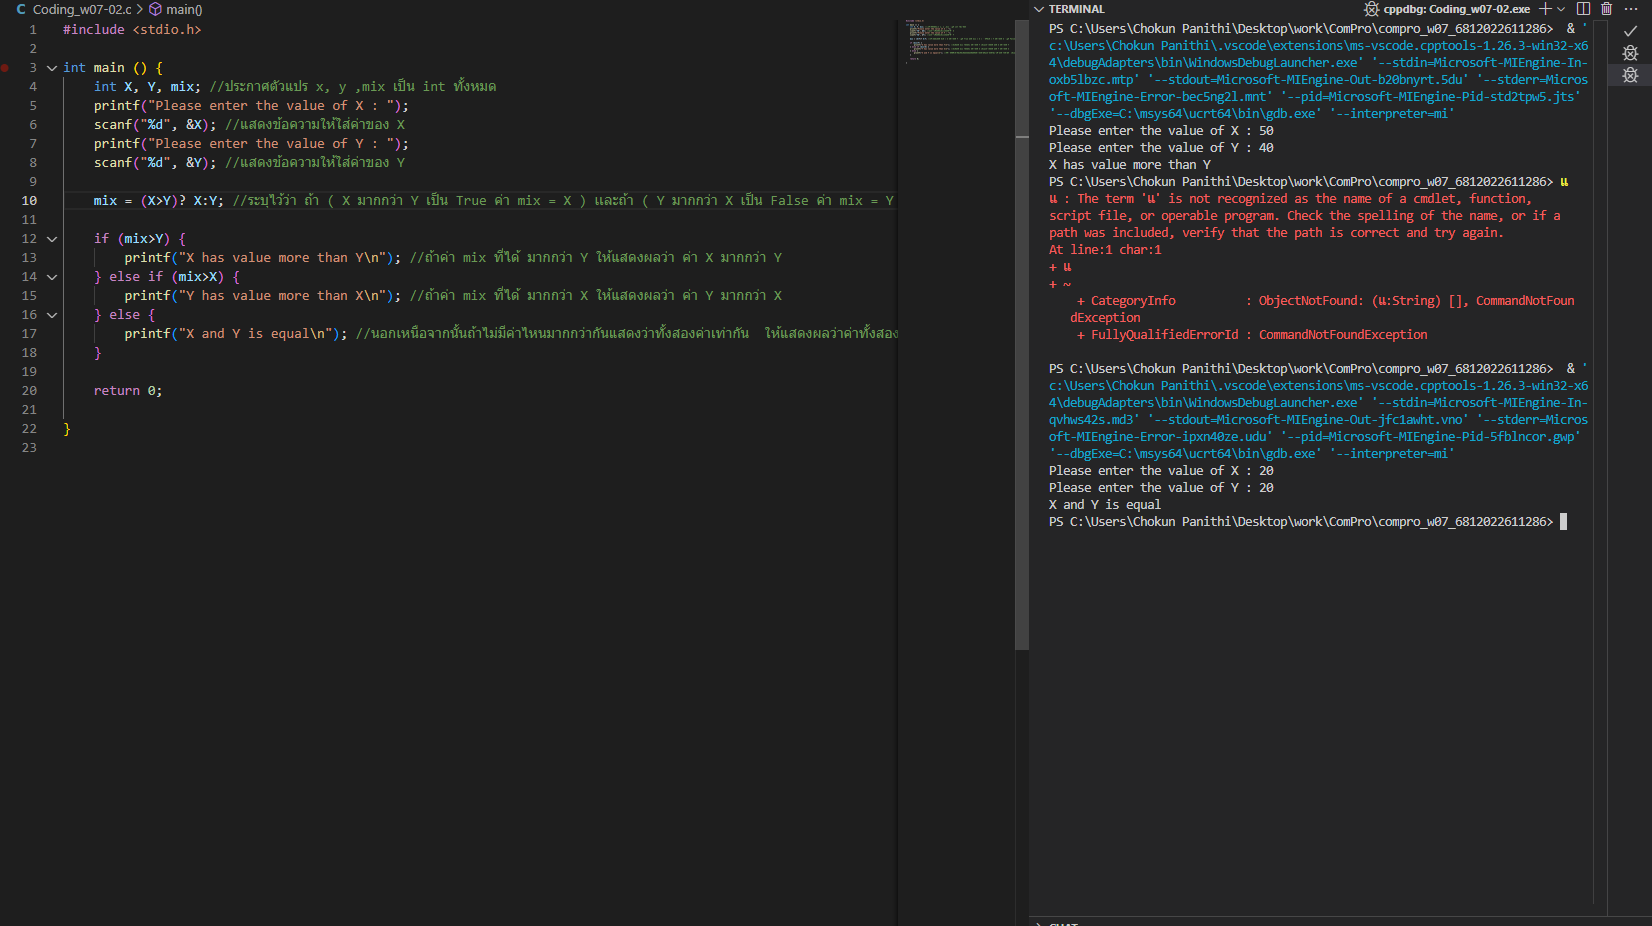 Coding_w07-02.c > main()
1 #include <stdio.h>
2
3 int main () {
4 int X, Y, mix; //ประกาศตัวแปร x, y ,mix เป็น int ทั้งหมด
5 printf("Please enter the value of X : ");
6 scanf("%d", &X); //แสดงข้อความให้ใส่ค่าของ X
7 printf("Please enter the value of Y : ");
8 scanf("%d", &Y); //แสดงข้อความให้ใส่ค่าของ Y
9
10 mix = (X>Y)? X:Y; //ระบุไว้ว่า ถ้า ( X มากกว่า Y เป็น True ค่า mix = X ) และถ้า ( Y มากกว่า X เป็น False ค่า mix = Y
11
12 if (mix>Y) {
13 printf("X has value more than Y\n"); //ถ้าค่า mix ที่ได้ มากกว่า Y ให้แสดงผลว่า ค่า X มากกว่า Y
14 } else if (mix>X) {
15 printf("Y has value more than X\n"); //ถ้าค่า mix ที่ได้ มากกว่า X ให้แสดงผลว่า ค่า Y มากกว่า X
16 } else {
17 printf("X and Y is equal\n"); //นอกเหนือจากนั้นถ้าไม่มีค่าไหนมากกว่ากันแสดงว่าทั้งสองค่าเท่ากัน ให้แสดงผลว่าค่าทั้งสอง
18 }
19
20 return 0;
21
22 }
23
TERMINAL
cppdbg: Coding_w07-02.exe
PS C:\Users\Chokun Panithi\Desktop\work\ComPro\compro_w07_6812022611286> & '
c:\Users\Chokun Panithi\.vscode\extensions\ms-vscode.cpptools-1.26.3-win32-x6
4\debugAdapters\bin\WindowsDebugLauncher.exe' '--stdin=Microsoft-MIEngine-In-
oxb5lbzc.mtp' '--stdout=Microsoft-MIEngine-Out-b20bnyrt.5du' '--stderr=Micros
oft-MIEngine-Error-bec5ng2l.mnt' '--pid=Microsoft-MIEngine-Pid-std2tpw5.jts'
'--dbgExe=C:\msys64\ucrt64\bin\gdb.exe' '--interpreter=mi'
Please enter the value of X : 50
Please enter the value of Y : 40
X has value more than Y
PS C:\Users\Chokun Panithi\Desktop\work\ComPro\compro_w07_6812022611286> แ
แ : The term 'แ' is not recognized as the name of a cmdlet, function,
script file, or operable program. Check the spelling of the name, or if a
path was included, verify that the path is correct and try again.
At line:1 char:1
+ แ
+ ~
+ CategoryInfo : ObjectNotFound: (แ:String) [], CommandNotFoun
dException
+ FullyQualifiedErrorId : CommandNotFoundException
PS C:\Users\Chokun Panithi\Desktop\work\ComPro\compro_w07_6812022611286> & '
c:\Users\Chokun Panithi\.vscode\extensions\ms-vscode.cpptools-1.26.3-win32-x6
4\debugAdapters\bin\WindowsDebugLauncher.exe' '--stdin=Microsoft-MIEngine-In-
qvhws42s.md3' '--stdout=Microsoft-MIEngine-Out-jfc1awht.vno' '--stderr=Micros
oft-MIEngine-Error-ipxn40ze.udu' '--pid=Microsoft-MIEngine-Pid-5fblncor.gwp'
'--dbgExe=C:\msys64\ucrt64\bin\gdb.exe' '--interpreter=mi'
Please enter the value of X : 20
Please enter the value of Y : 20
X and Y is equal
PS C:\Users\Chokun Panithi\Desktop\work\ComPro\compro_w07_6812022611286>